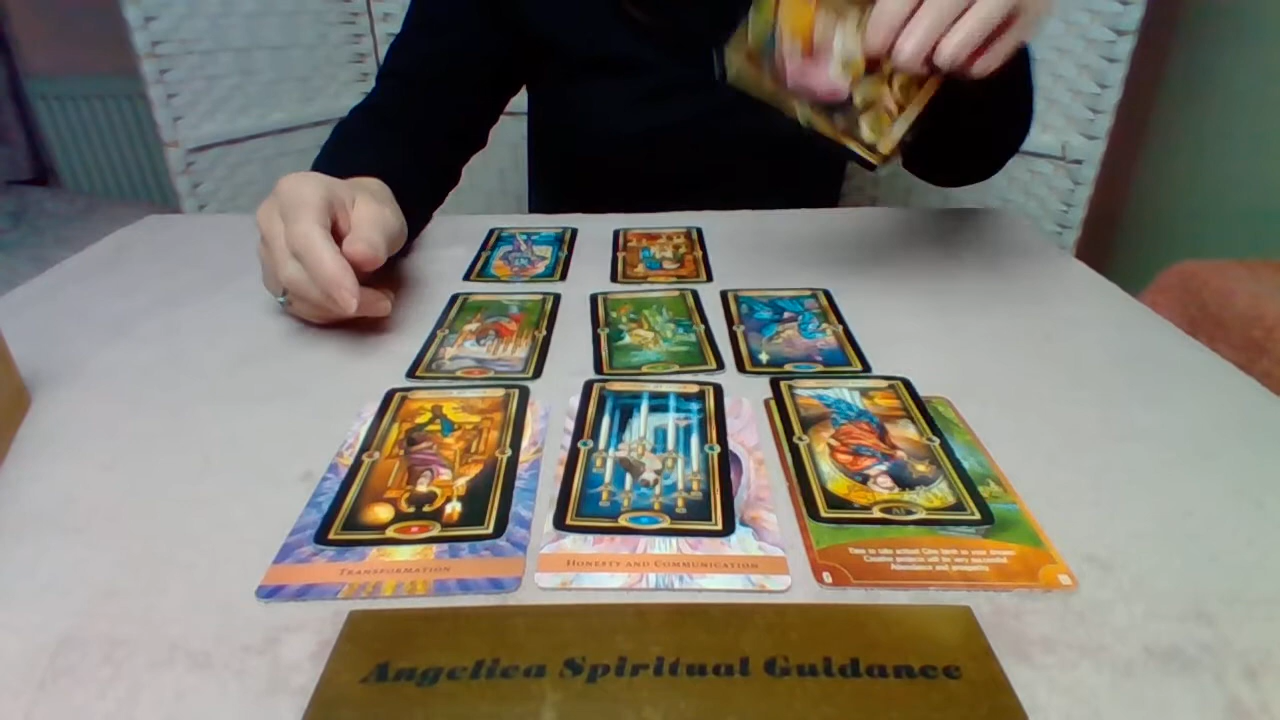 TRANSFORMATION
HONESTY AND COMMUNICATION
Time to take action! Give birth to your dreams.
Creative projects will be very successful
Abundance and prosperity
Angelica Spiritual Guidance